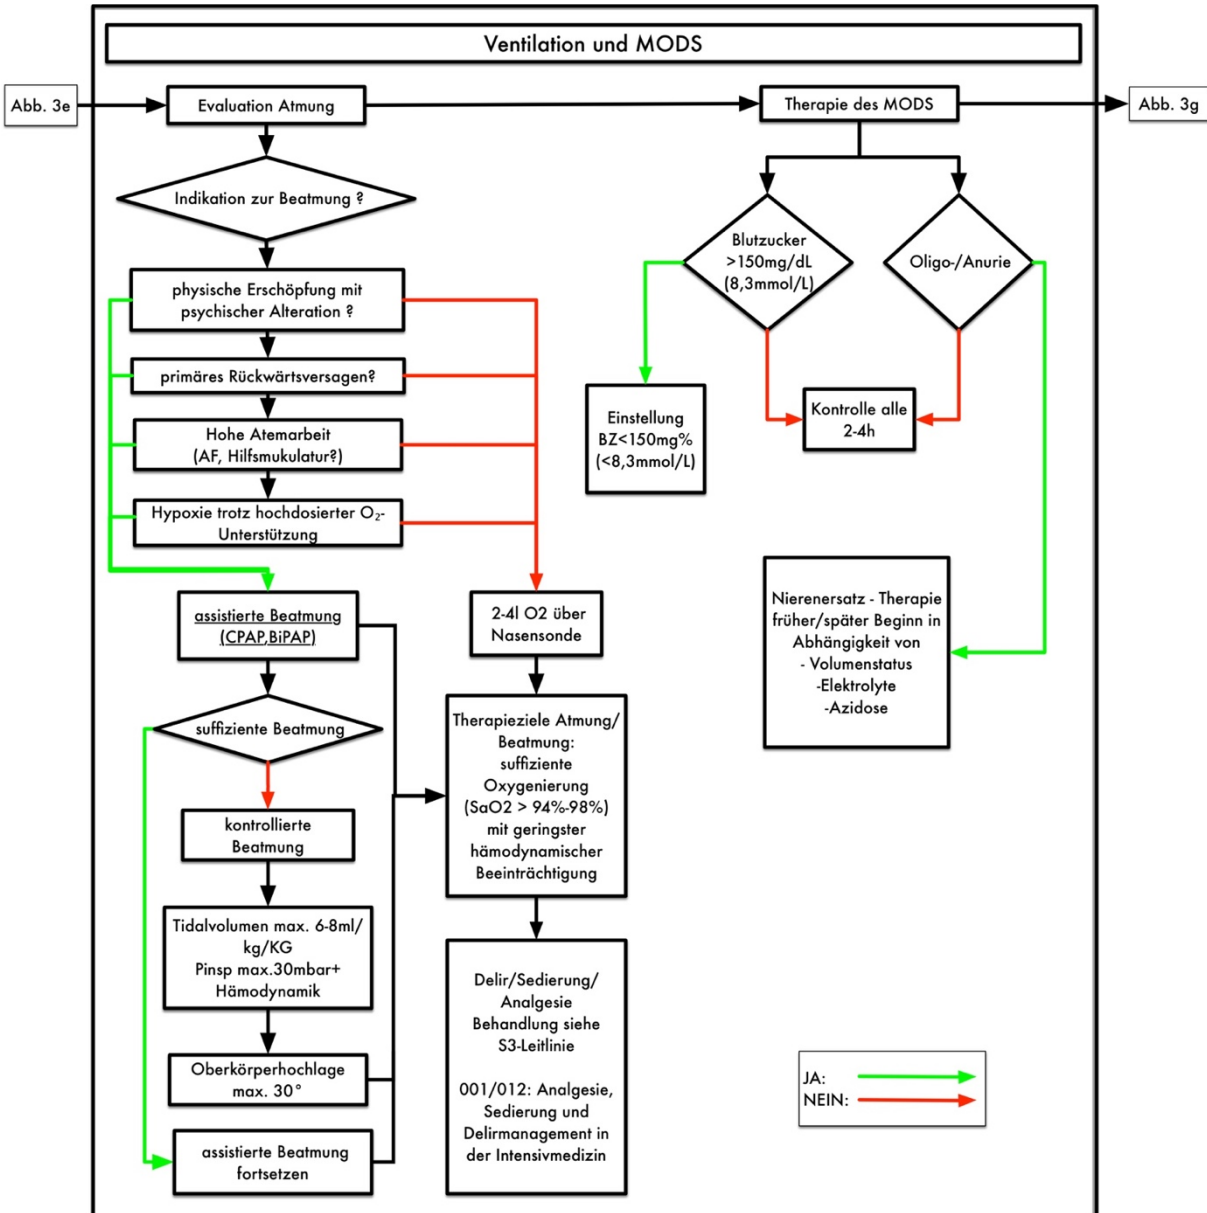 Ventilation und MODS
Abb. 3e
Evaluation Atmung
Therapie des MODS
Abb. 3g
Indikation zur Beatmung ?
physische Erschöpfung mit
psychischer Alteration ?
primäres Rückwärtsversagen?
Hohe Atemarbeit
(AF, Hilfsmukulatur?)
Hypoxie trotz hochdosierter O₂-
Unterstützung
assistierte Beatmung
(CPAP,BiPAP)
suffiziente Beatmung
kontrollierte
Beatmung
Tidalvolumen max. 6-8ml/
kg/KG
Pinsp max.30mbar+
Hämodynamik
Oberkörperhochlage
max. 30°
assistierte Beatmung
fortsetzen
2-4l O2 über
Nasensonde
Therapieziele Atmung/
Beatmung:
suffiziente
Oxygenierung
(SaO2 > 94%-98%)
mit geringster
hämodynamischer
Beeinträchtigung
Delir/Sedierung/
Analgesie
Behandlung siehe
S3-Leitlinie
001/012: Analgesie,
Sedierung und
Delirmanagement in
der Intensivmedizin
Blutzucker
>150mg/dL
(8,3mmol/L)
Oligo-/Anurie
Einstellung
BZ<150mg%
(<8,3mmol/L)
Kontrolle alle
2-4h
Nierenersatz - Therapie
früher/später Beginn in
Abhängigkeit von
- Volumenstatus
-Elektrolyte
-Azidose
JA:
NEIN: